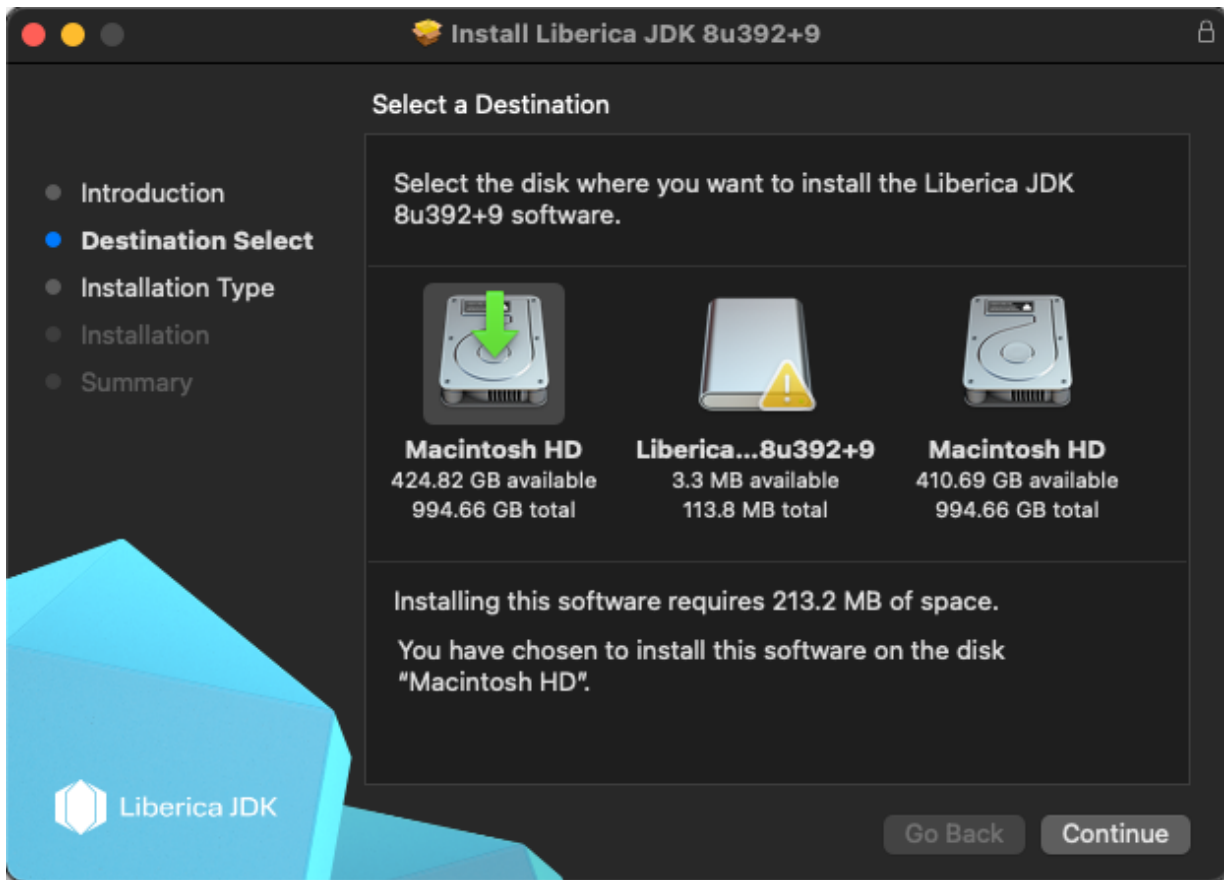 Install Liberica JDK 8u392+9
Select a Destination
Introduction
Destination Select
Installation Type
Installation
Summary
Select the disk where you want to install the Liberica JDK
8u392+9 software.
Macintosh HD
424.82 GB available
994.66 GB total
Liberica...8u392+9
3.3 MB available
113.8 MB total
Macintosh HD
410.69 GB available
994.66 GB total
Installing this software requires 213.2 MB of space.
You have chosen to install this software on the disk
“Macintosh HD”.
Liberica JDK
Go Back
Continue